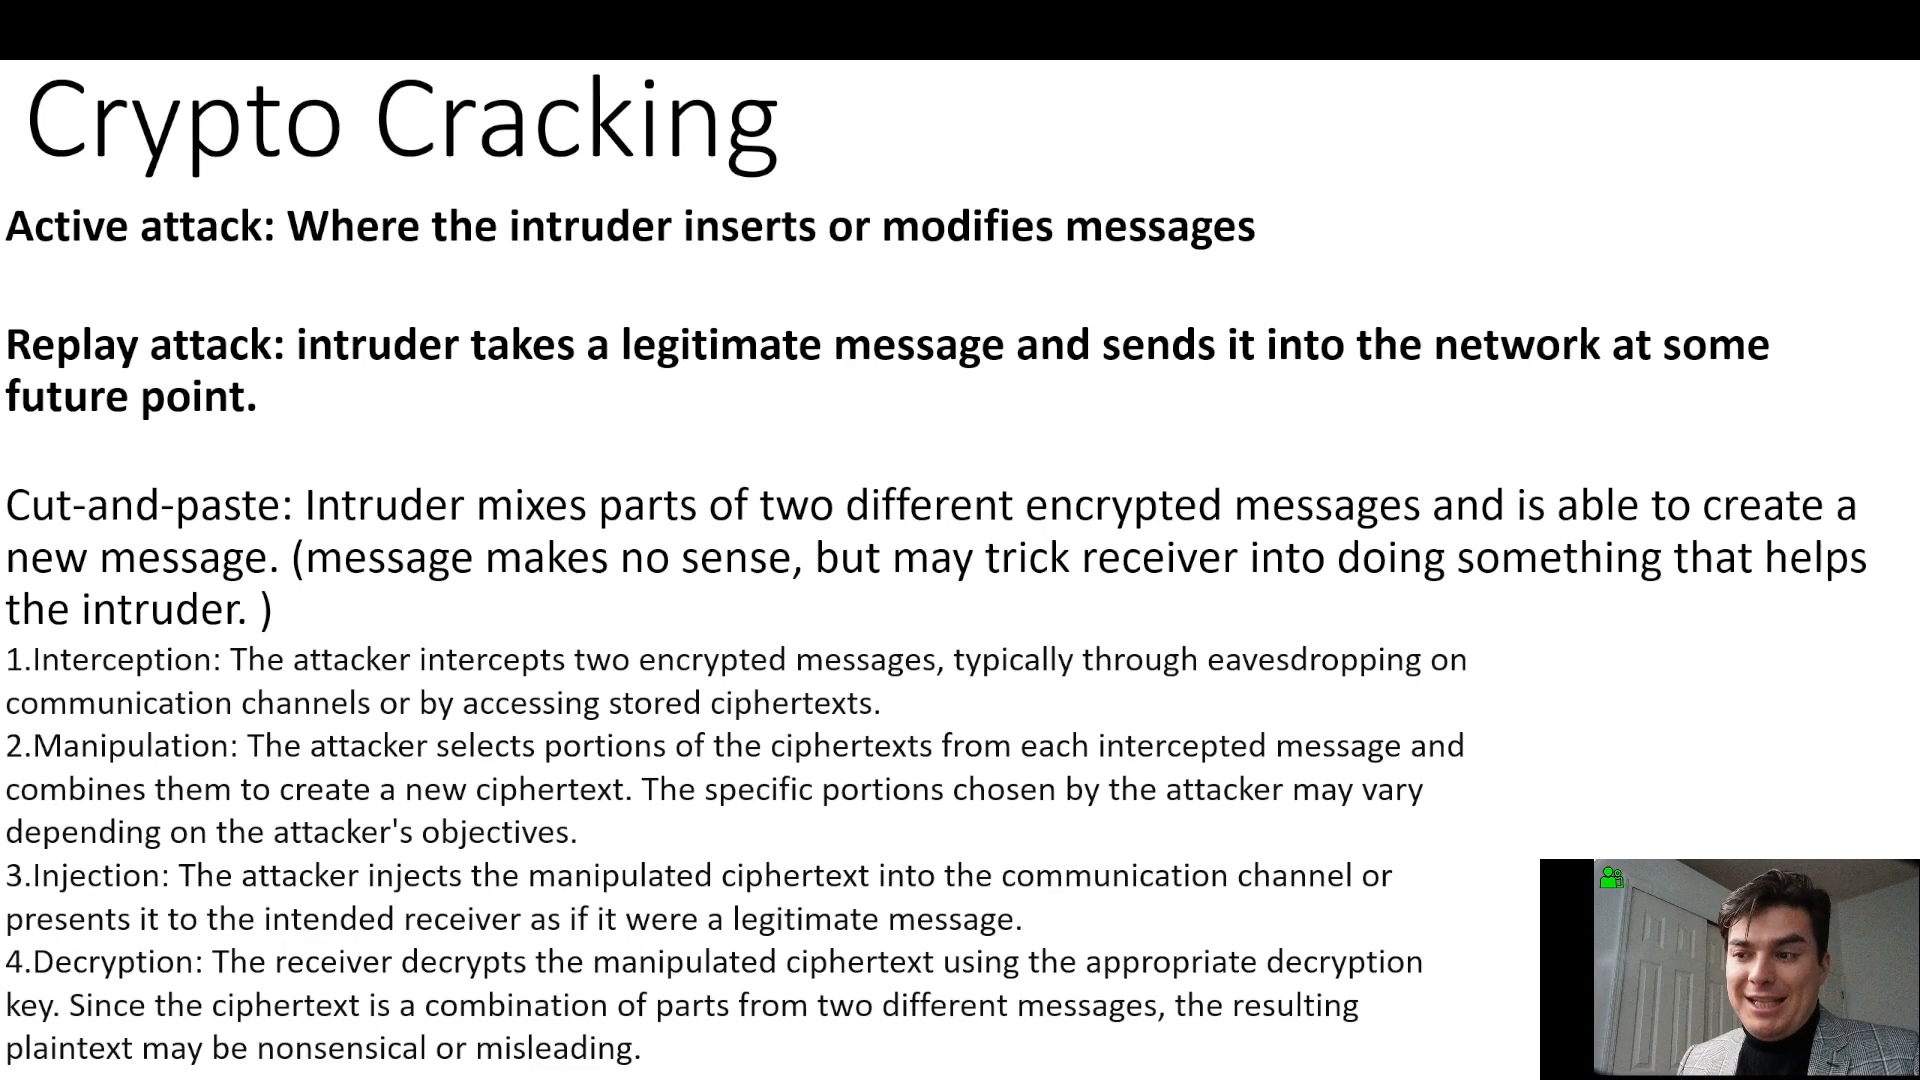 Crypto Cracking
Active attack: Where the intruder inserts or modifies messages
Replay attack: intruder takes a legitimate message and sends it into the network at some
future point.
Cut-and-paste: Intruder mixes parts of two different encrypted messages and is able to create a
new message. (message makes no sense, but may trick receiver into doing something that helps
the intruder. )
1.Interception: The attacker intercepts two encrypted messages, typically through eavesdropping on
communication channels or by accessing stored ciphertexts.
2.Manipulation: The attacker selects portions of the ciphertexts from each intercepted message and
combines them to create a new ciphertext. The specific portions chosen by the attacker may vary
depending on the attacker's objectives.
3.Injection: The attacker injects the manipulated ciphertext into the communication channel or
presents it to the intended receiver as if it were a legitimate message.
4.Decryption: The receiver decrypts the manipulated ciphertext using the appropriate decryption
key. Since the ciphertext is a combination of parts from two different messages, the resulting
plaintext may be nonsensical or misleading.